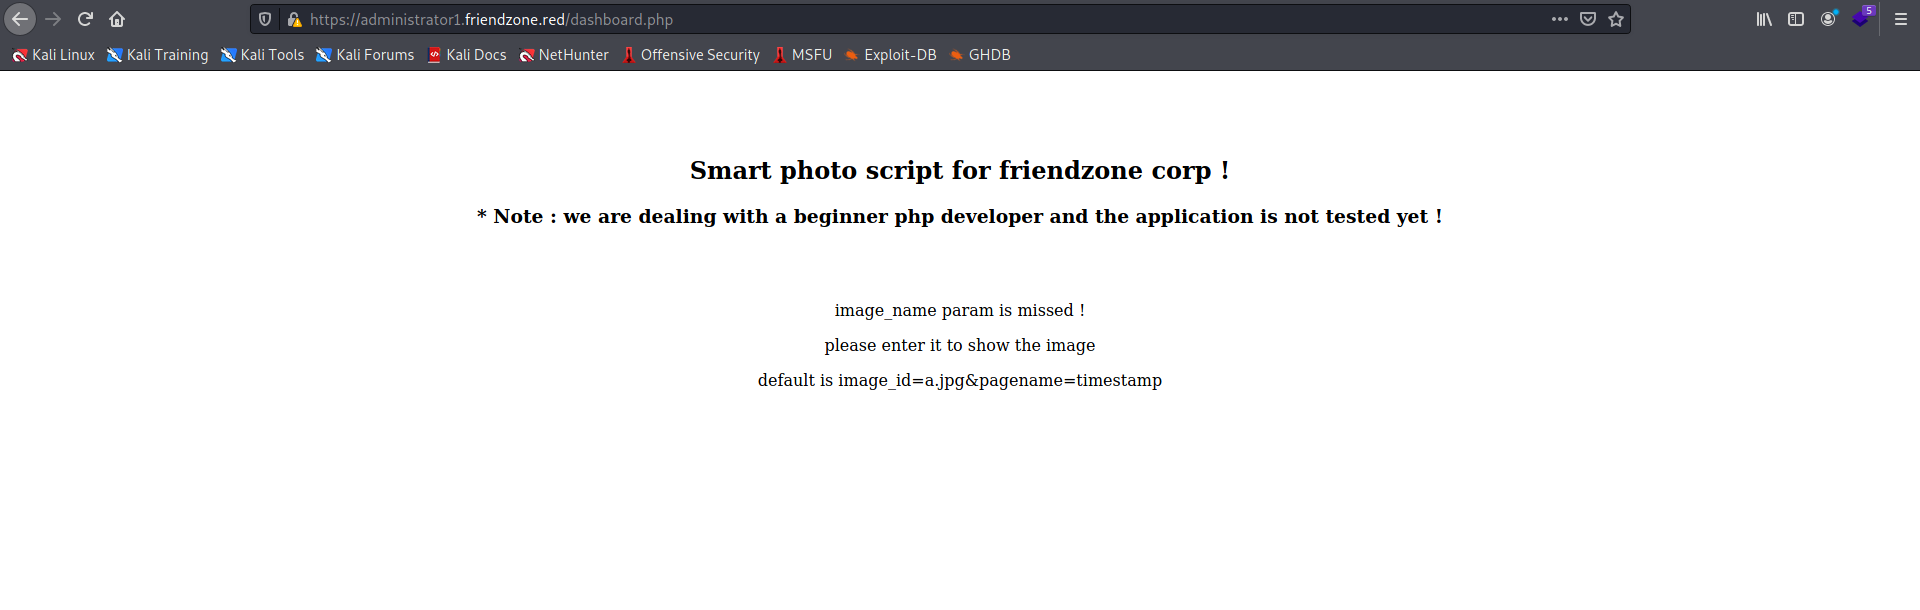 https://administrator1.friendzone.red/dashboard.php
5
Kali Linux Kali Training Kali Tools Kali Forums Kali Docs NetHunter Offensive Security MSFU Exploit-DB GHDB
Smart photo script for friendzone corp !
* Note : we are dealing with a beginner php developer and the application is not tested yet !
image_name param is missed !
please enter it to show the image
default is image_id=a.jpg&pagename=timestamp